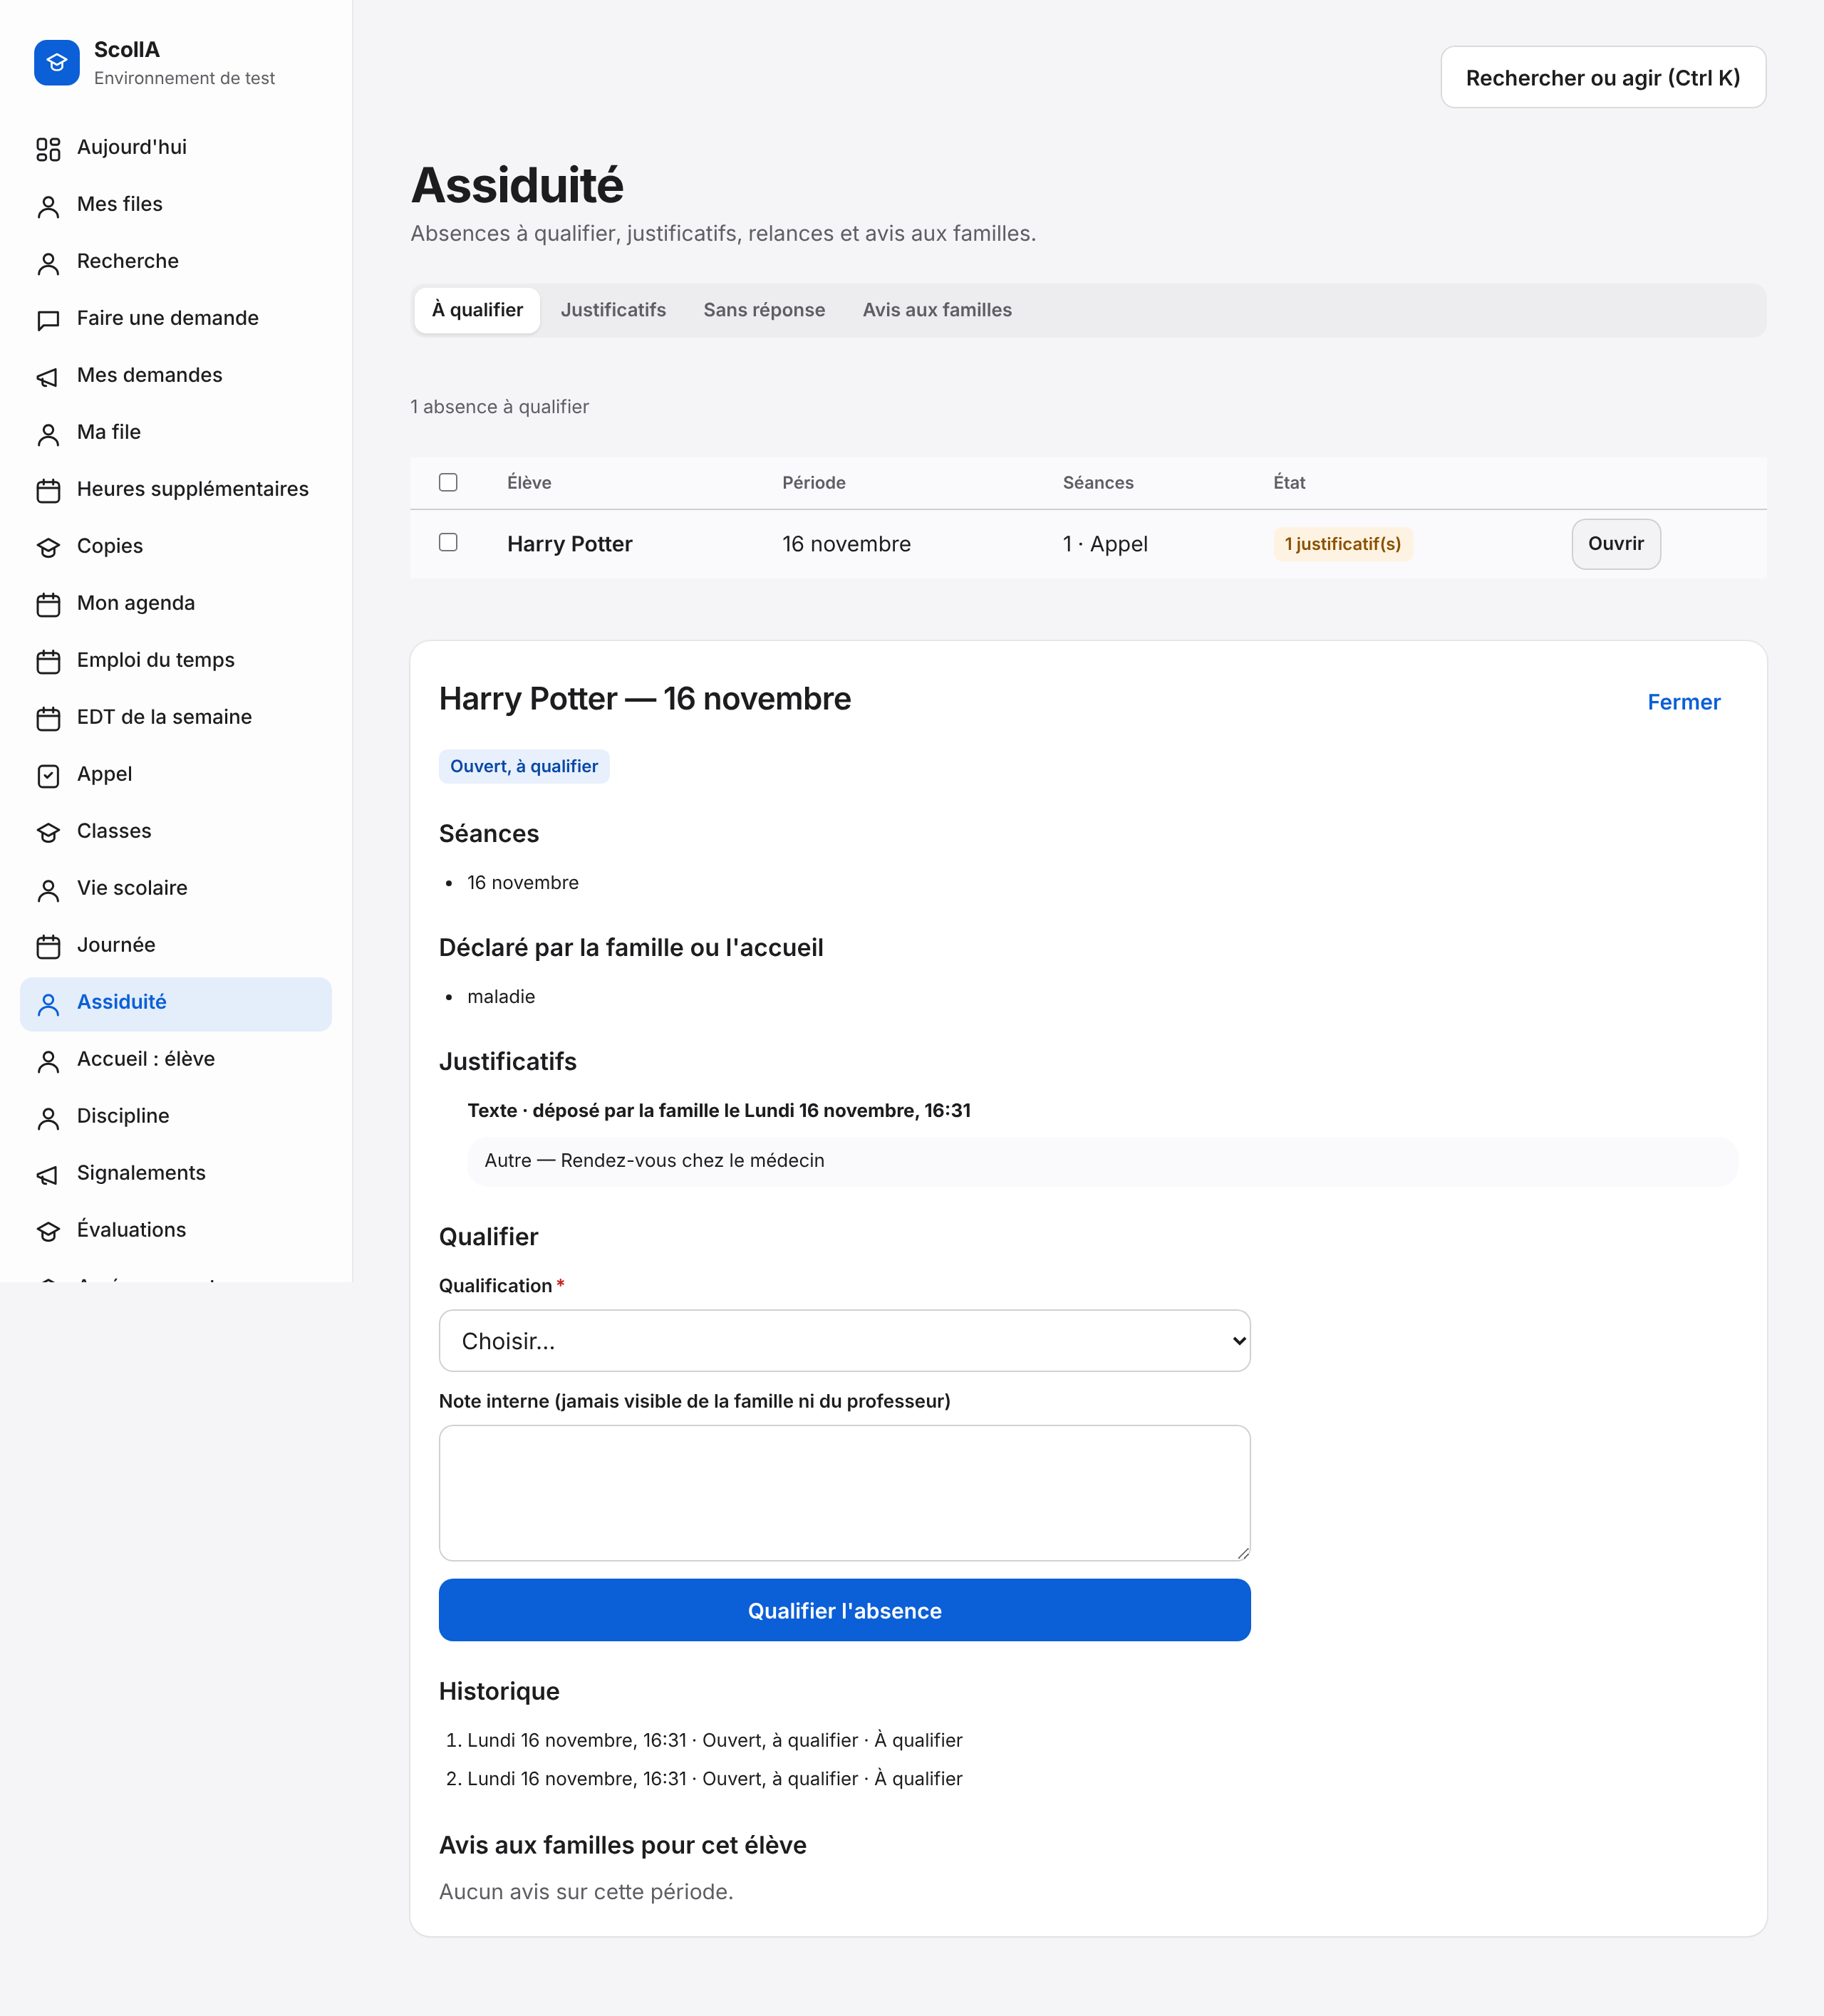 ScolIA
Environnement de test
Aujourd'hui
Mes files
Recherche
Faire une demande
Mes demandes
Ma file
Heures supplémentaires
Copies
Mon agenda
Emploi du temps
EDT de la semaine
Appel
Classes
Vie scolaire
Journée
Assiduité
Accueil : élève
Discipline
Signalements
Évaluations
Rechercher ou agir (Ctrl K)
Assiduité
Absences à qualifier, justificatifs, relances et avis aux familles.
À qualifier Justificatifs Sans réponse Avis aux familles
1 absence à qualifier
Élève Période Séances État
Harry Potter 16 novembre 1 · Appel 1 justificatif(s) Ouvrir
Harry Potter — 16 novembre Fermer
Ouvert, à qualifier
Séances
• 16 novembre
Déclaré par la famille ou l'accueil
• maladie
Justificatifs
Texte · déposé par la famille le Lundi 16 novembre, 16:31
Autre — Rendez-vous chez le médecin
Qualifier
Qualification *
Choisir...
Note interne (jamais visible de la famille ni du professeur)
Qualifier l'absence
Historique
1. Lundi 16 novembre, 16:31 · Ouvert, à qualifier · À qualifier
2. Lundi 16 novembre, 16:31 · Ouvert, à qualifier · À qualifier
Avis aux familles pour cet élève
Aucun avis sur cette période.